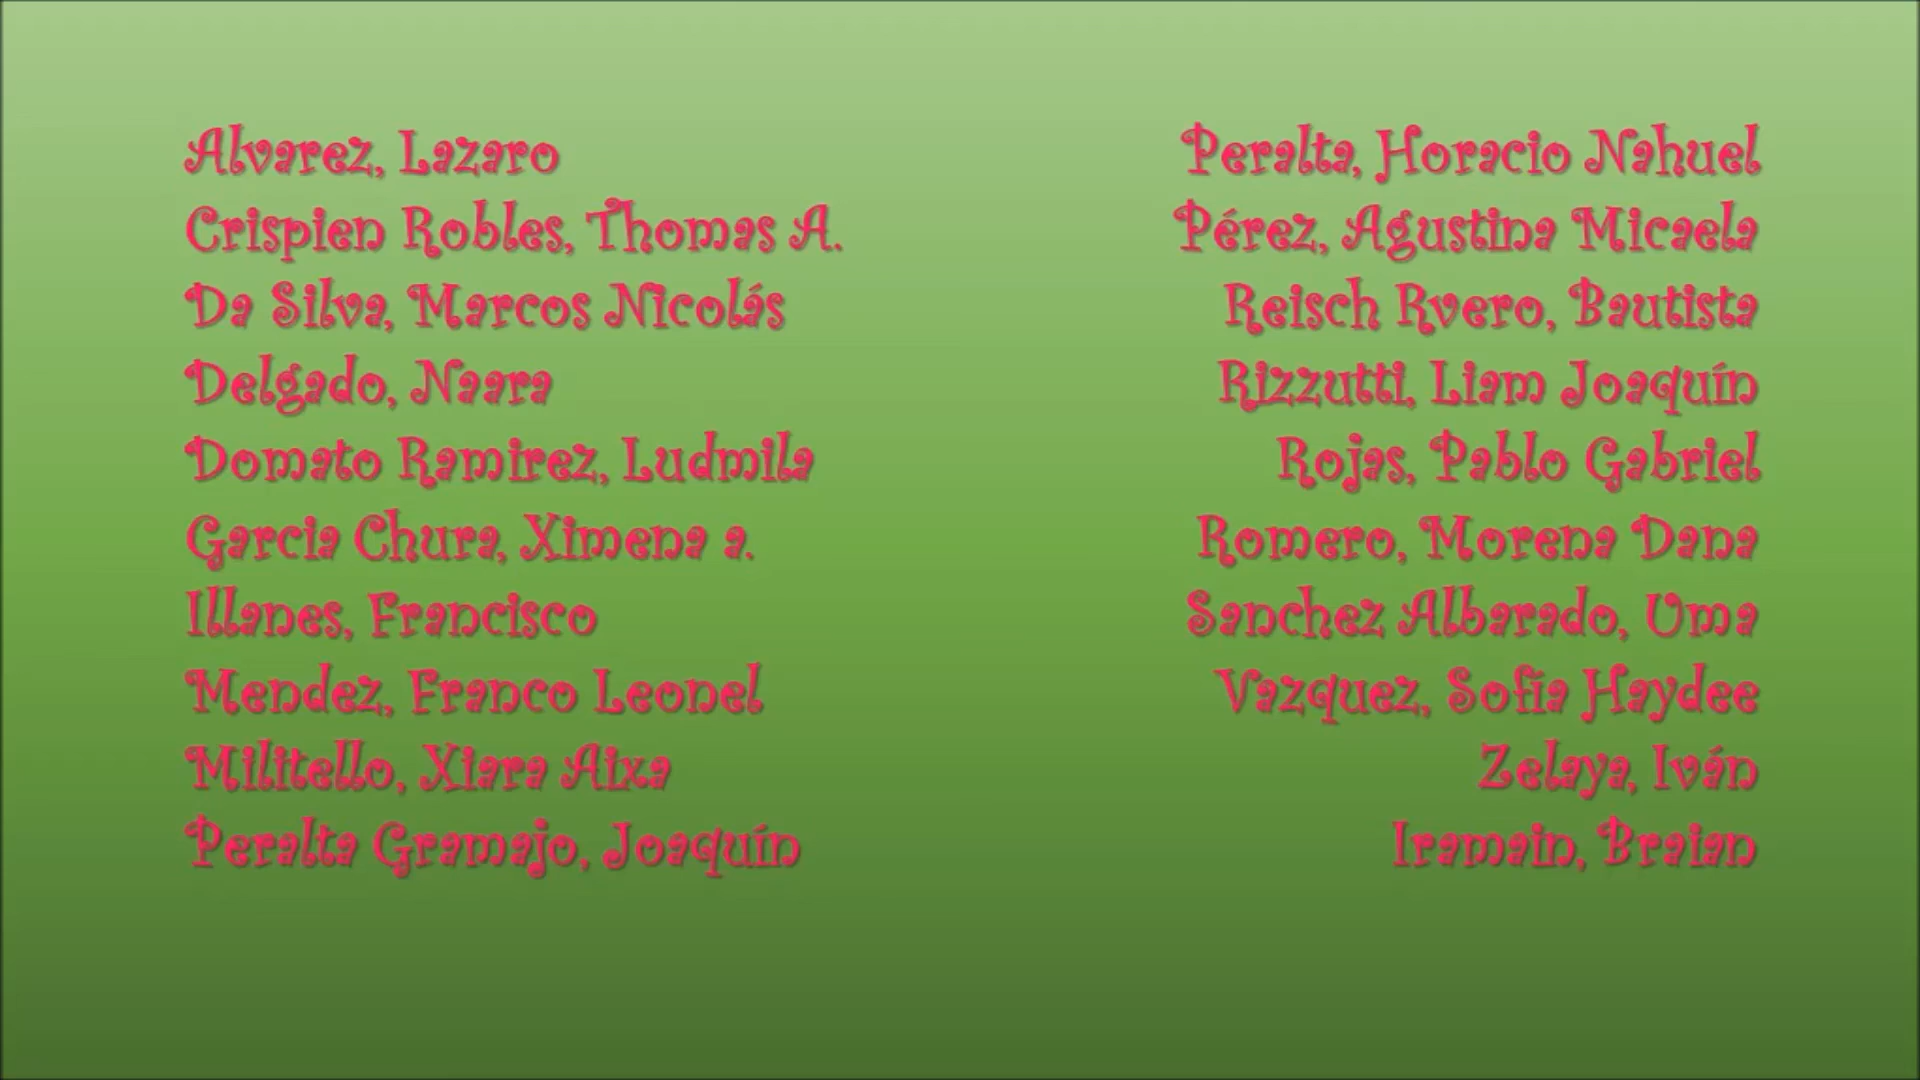 Alvarez, Lazaro
Crispien Robles, Thomas A.
Da Silva, Marcos Nicolás
Delgado, Naara
Domato Ramirez, Ludmila
Garcia Chura, Ximena a.
Illanes, Francisco
Mendez, Franco Leonel
Militello, Xiara Aixa
Peralta Gramajo, Joaquín
Peralta, Horacio Nahuel
Pérez, Agustina Micaela
Reisch Rvero, Bautista
Rizzutti, Liam Joaquín
Rojas, Pablo Gabriel
Romero, Morena Dana
Sanchez Albarado, Uma
Vazquez, Sofia Haydee
Zelaya, Iván
Iramain, Braian